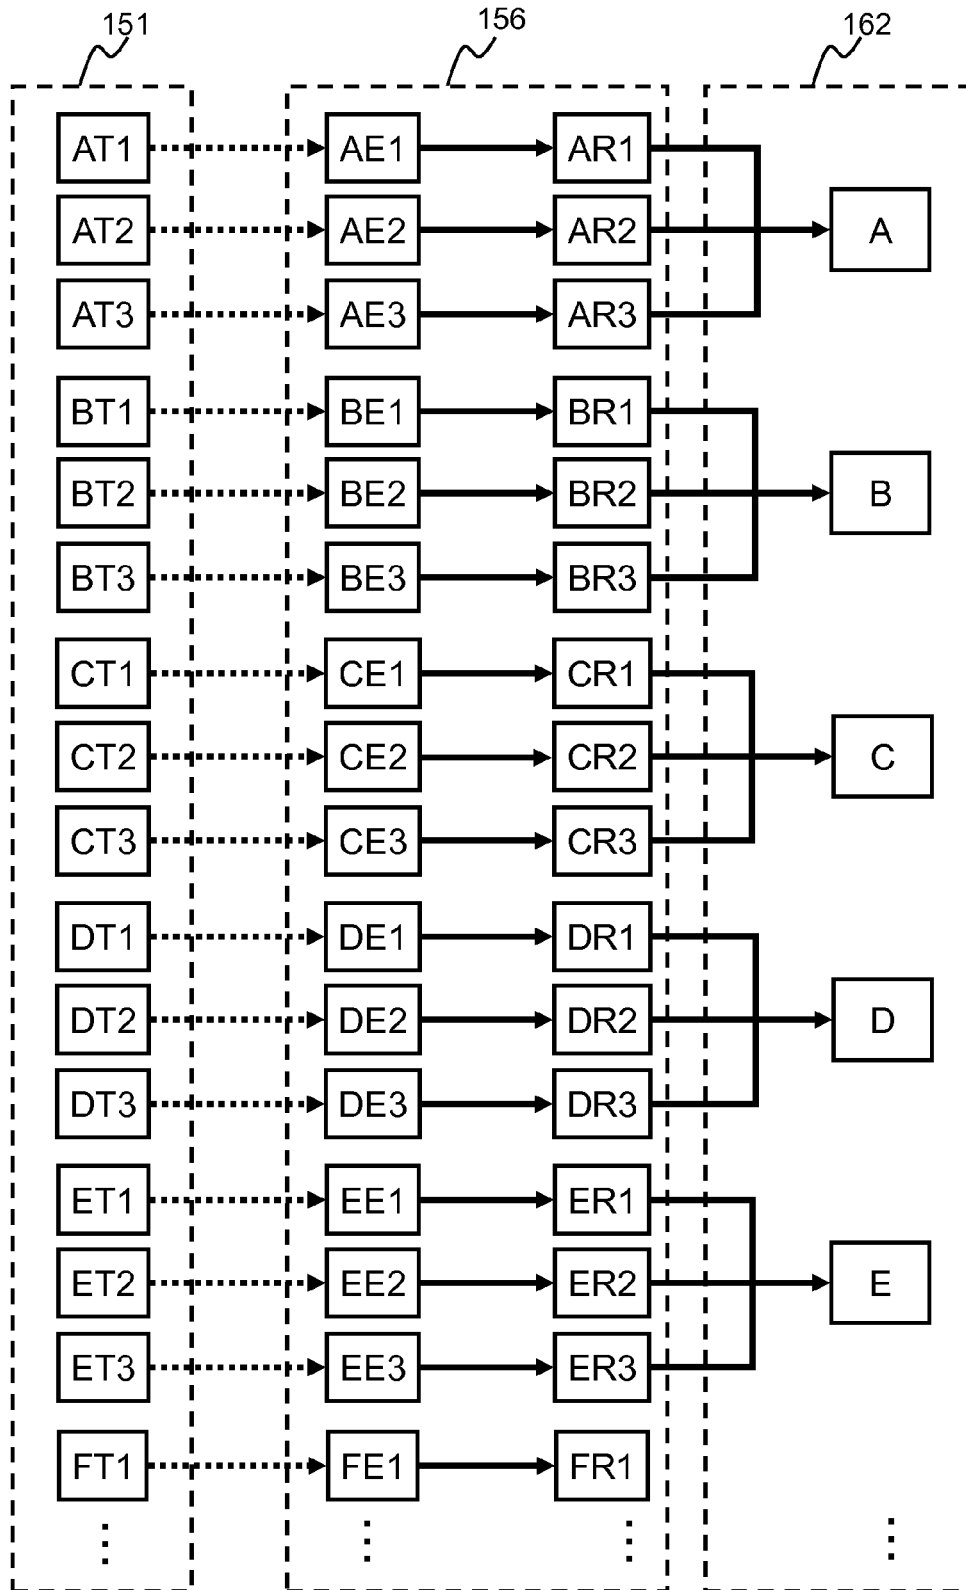 151 156 162
AT1 AE1 AR1
AT2 AE2 AR2 A
AT3 AE3 AR3
BT1 BE1 BR1
BT2 BE2 BR2 B
BT3 BE3 BR3
CT1 CE1 CR1
CT2 CE2 CR2 C
CT3 CE3 CR3
DT1 DE1 DR1
DT2 DE2 DR2 D
DT3 DE3 DR3
ET1 EE1 ER1
ET2 EE2 ER2 E
ET3 EE3 ER3
FT1 FE1 FR1